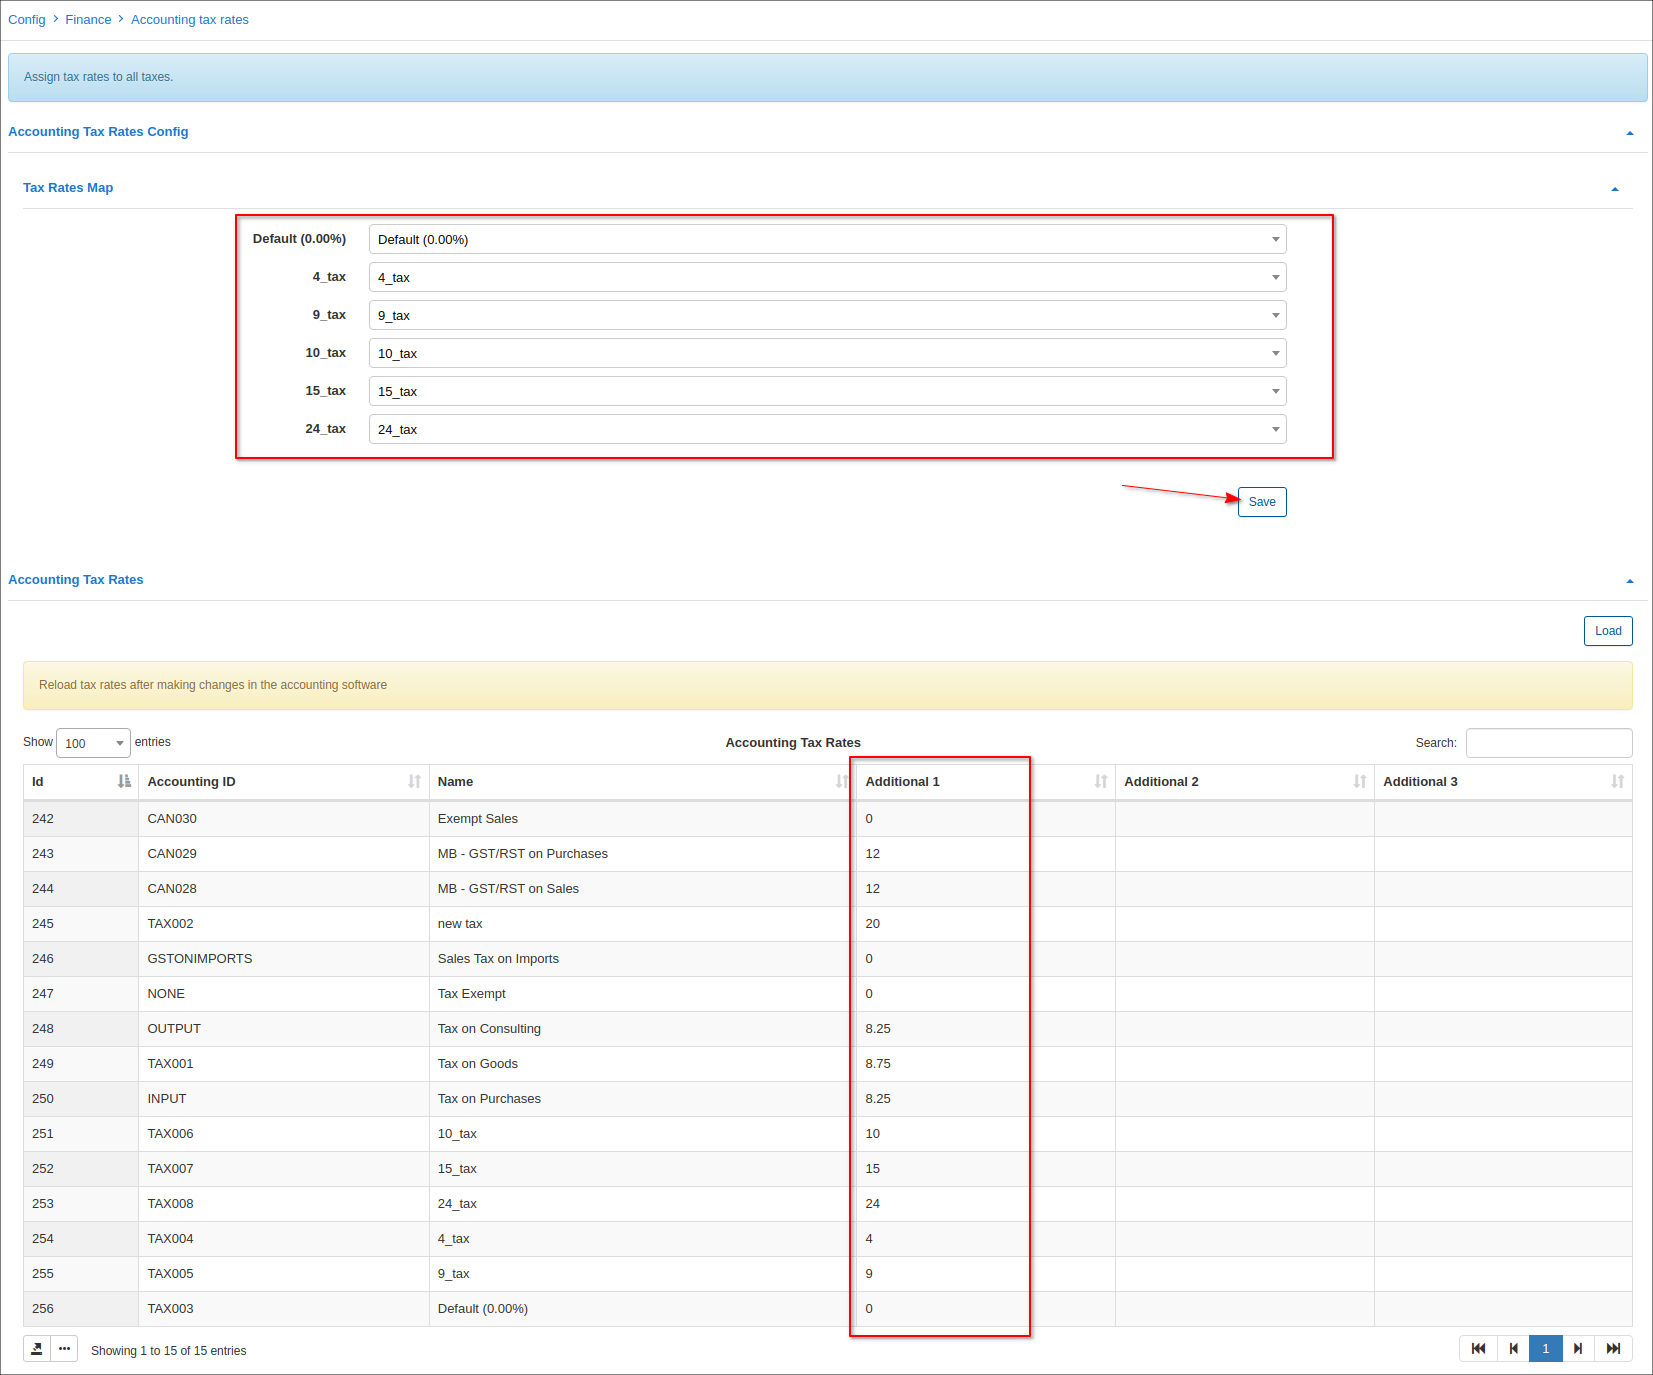 Config > Finance > Accounting tax rates
Assign tax rates to all taxes.
Accounting Tax Rates Config
Tax Rates Map
Default (0.00%) Default (0.00%)
4_tax 4_tax
9_tax 9_tax
10_tax 10_tax
15_tax 15_tax
24_tax 24_tax
Save
Accounting Tax Rates
Load
Reload tax rates after making changes in the accounting software
Show 100 entries Accounting Tax Rates Search:
Id Accounting ID Name Additional 1 Additional 2 Additional 3
242 CAN030 Exempt Sales 0
243 CAN029 MB - GST/RST on Purchases 12
244 CAN028 MB - GST/RST on Sales 12
245 TAX002 new tax 20
246 GSTONIMPORTS Sales Tax on Imports 0
247 NONE Tax Exempt 0
248 OUTPUT Tax on Consulting 8.25
249 TAX001 Tax on Goods 8.75
250 INPUT Tax on Purchases 8.25
251 TAX006 10_tax 10
252 TAX007 15_tax 15
253 TAX008 24_tax 24
254 TAX004 4_tax 4
255 TAX005 9_tax 9
256 TAX003 Default (0.00%) 0
Showing 1 to 15 of 15 entries 1